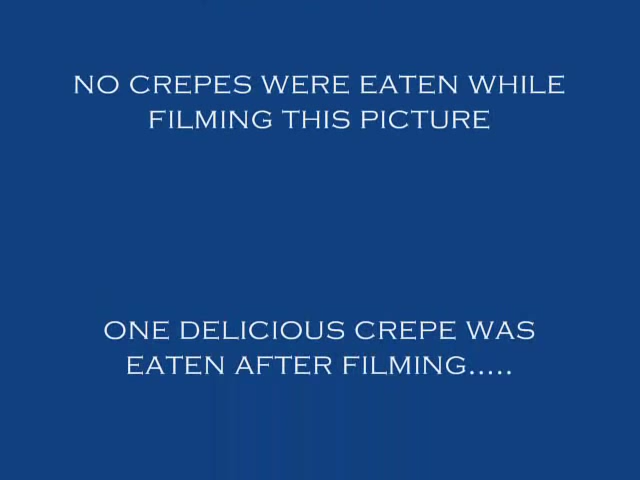 NO CREPES WERE EATEN WHILE
FILMING THIS PICTURE
ONE DELICIOUS CREPE WAS
EATEN AFTER FILMING.....